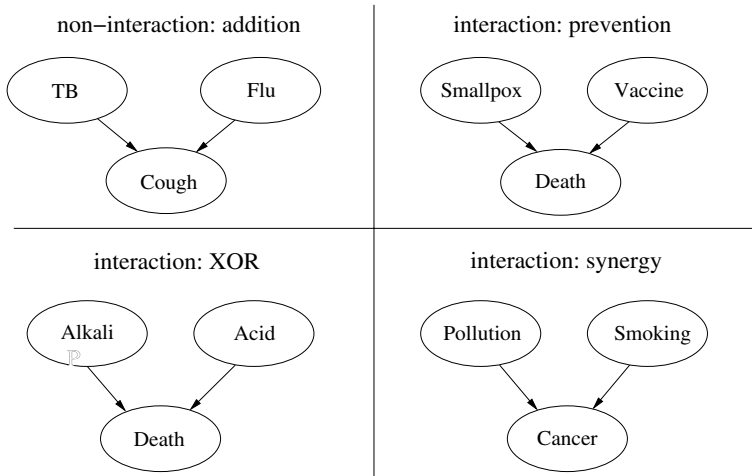 non−interaction: addition
interaction: prevention
TB
Flu
Smallpox
Vaccine
Cough
Death
interaction: XOR
interaction: synergy
Alkali
ℙ
Acid
Pollution
Smoking
Death
Cancer